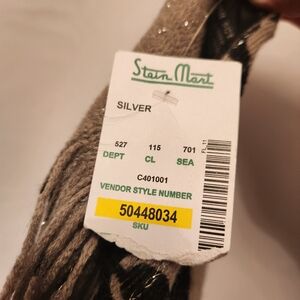 Stein Mart
SILVER
527 115 701
DEPT CL SEA
C401001
VENDOR STYLE NUMBER
50448034
SKU